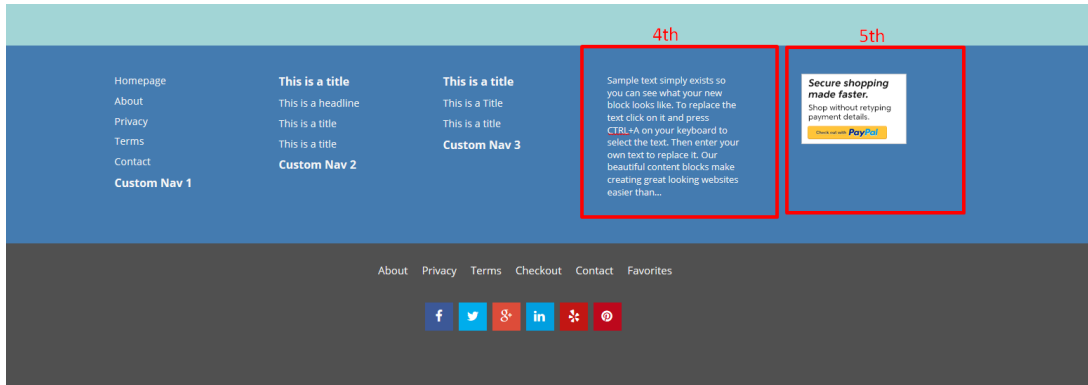 4th
5th
Homepage
About
Privacy
Terms
Contact
Custom Nav 1
This is a title
This is a headline
This is a title
This is a title
Custom Nav 2
This is a title
This is a Title
This is a title
Custom Nav 3
Sample text simply exists so
you can see what your new
block looks like. To replace the
text click on it and press
CTRL+A on your keyboard to
select the text. Then enter your
own text to replace it. Our
beautiful content blocks make
creating great looking websites
easier than...
Secure shopping
made faster.
Shop without retyping
payment details.
Check out with PayPal
About Privacy Terms Checkout Contact Favorites
f
8+
in